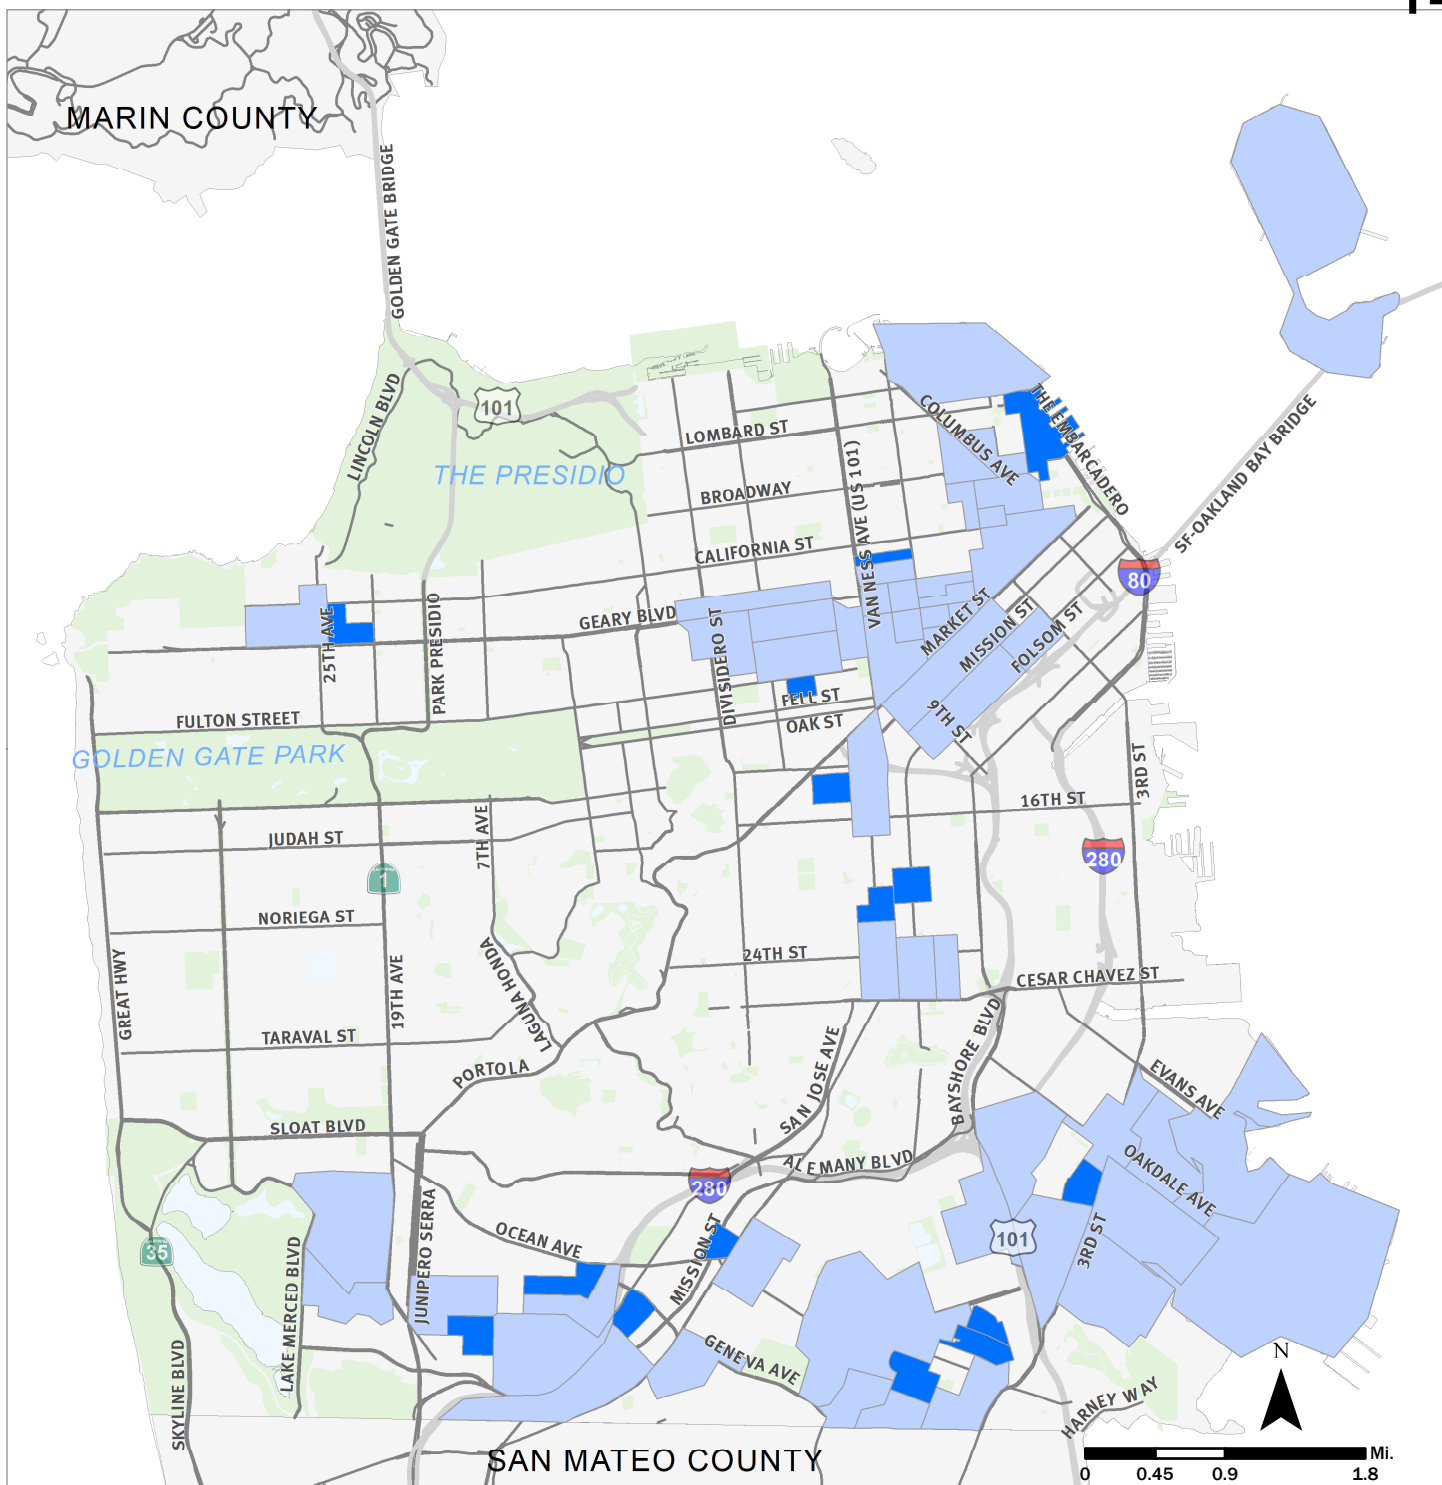 MARIN COUNTY
GOLDEN GATE BRIDGE
LINCOLN BLVD
101
THE PRESIDIO
LOMBARD ST
BROADWAY
CALIFORNIA ST
VAN NESS AVE (US 101)
COLUMBUS AVE
THE EMBARCADERO
SF-OAKLAND BAY BRIDGE
80
25TH AVE
PARK PRESIDIO
GEARY BLVD
DIVISIDERO ST
MARKET ST
MISSION ST
FOLSOM ST
FULTON STREET
FELL ST
OAK ST
9TH ST
GOLDEN GATE PARK
3RD ST
16TH ST
JUDAH ST
7TH AVE
CALIFORNIA
1
280
NORIEGA ST
GREAT HWY
19TH AVE
LAGUNA HONDA
24TH ST
CESAR CHAVEZ ST
TARAVAL ST
PORTOLA
SAN JOSE AVE
BAYSHORE BLVD
EVANS AVE
SLOAT BLVD
ALEMANY BLVD
OAKDALE AVE
280
CALIFORNIA
35
LAKE MERCED BLVD
JUNIPERO SERRA
OCEAN AVE
MISSION ST
101
3RD ST
SKYLINE BLVD
GENEVA AVE
HARNEY WAY
N
SAN MATEO COUNTY
Mi.
0 0.45 0.9 1.8